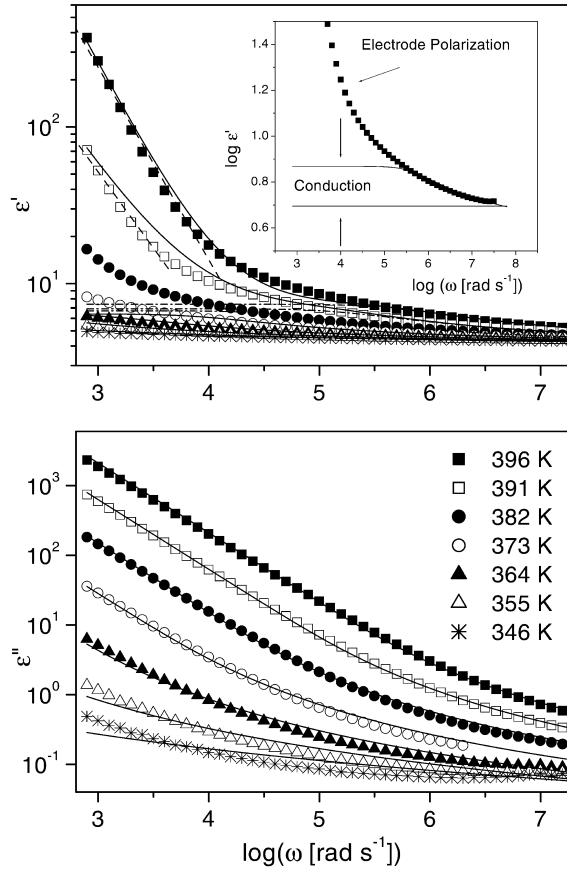 1.4
1.2
1.0
0.8
0.6
log ε'
Electrode Polarization
Conduction
3 4 5 6 7 8
log (ω [rad s⁻¹)
10²
10¹
ε'
3 4 5 6 7
10³
10²
10¹
10⁰
10⁻¹
ε''
396 K
391 K
382 K
373 K
364 K
355 K
346 K
3 4 5 6 7
log(ω [rad s⁻¹])